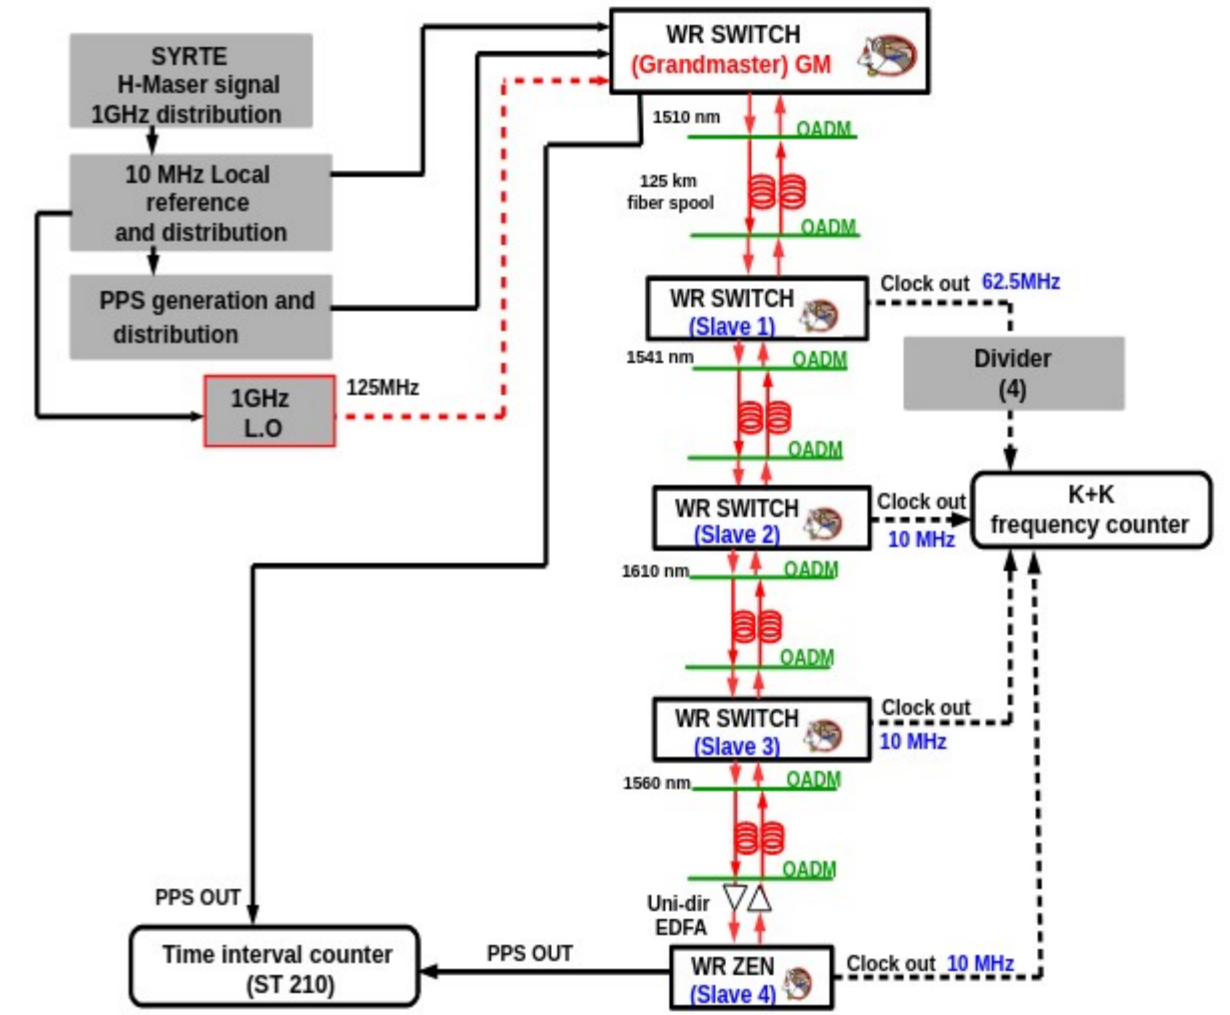 SYRTE
H-Maser signal
1GHz distribution
10 MHz Local
reference
and distribution
PPS generation and
distribution
1GHz
L.O
125MHz
WR SWITCH
(Grandmaster) GM
1510 nm
OADM
125 km
fiber spool
OADM
WR SWITCH
(Slave 1)
Clock out 62.5MHz
Divider
(4)
1541 nm
OADM
OADM
WR SWITCH
(Slave 2)
Clock out
10 MHz
K+K
frequency counter
1610 nm
OADM
OADM
WR SWITCH
(Slave 3)
Clock out
10 MHz
1560 nm
OADM
OADM
Uni-dir
EDFA
WR ZEN
(Slave 4)
Clock out 10 MHz
PPS OUT
PPS OUT
Time interval counter
(ST 210)